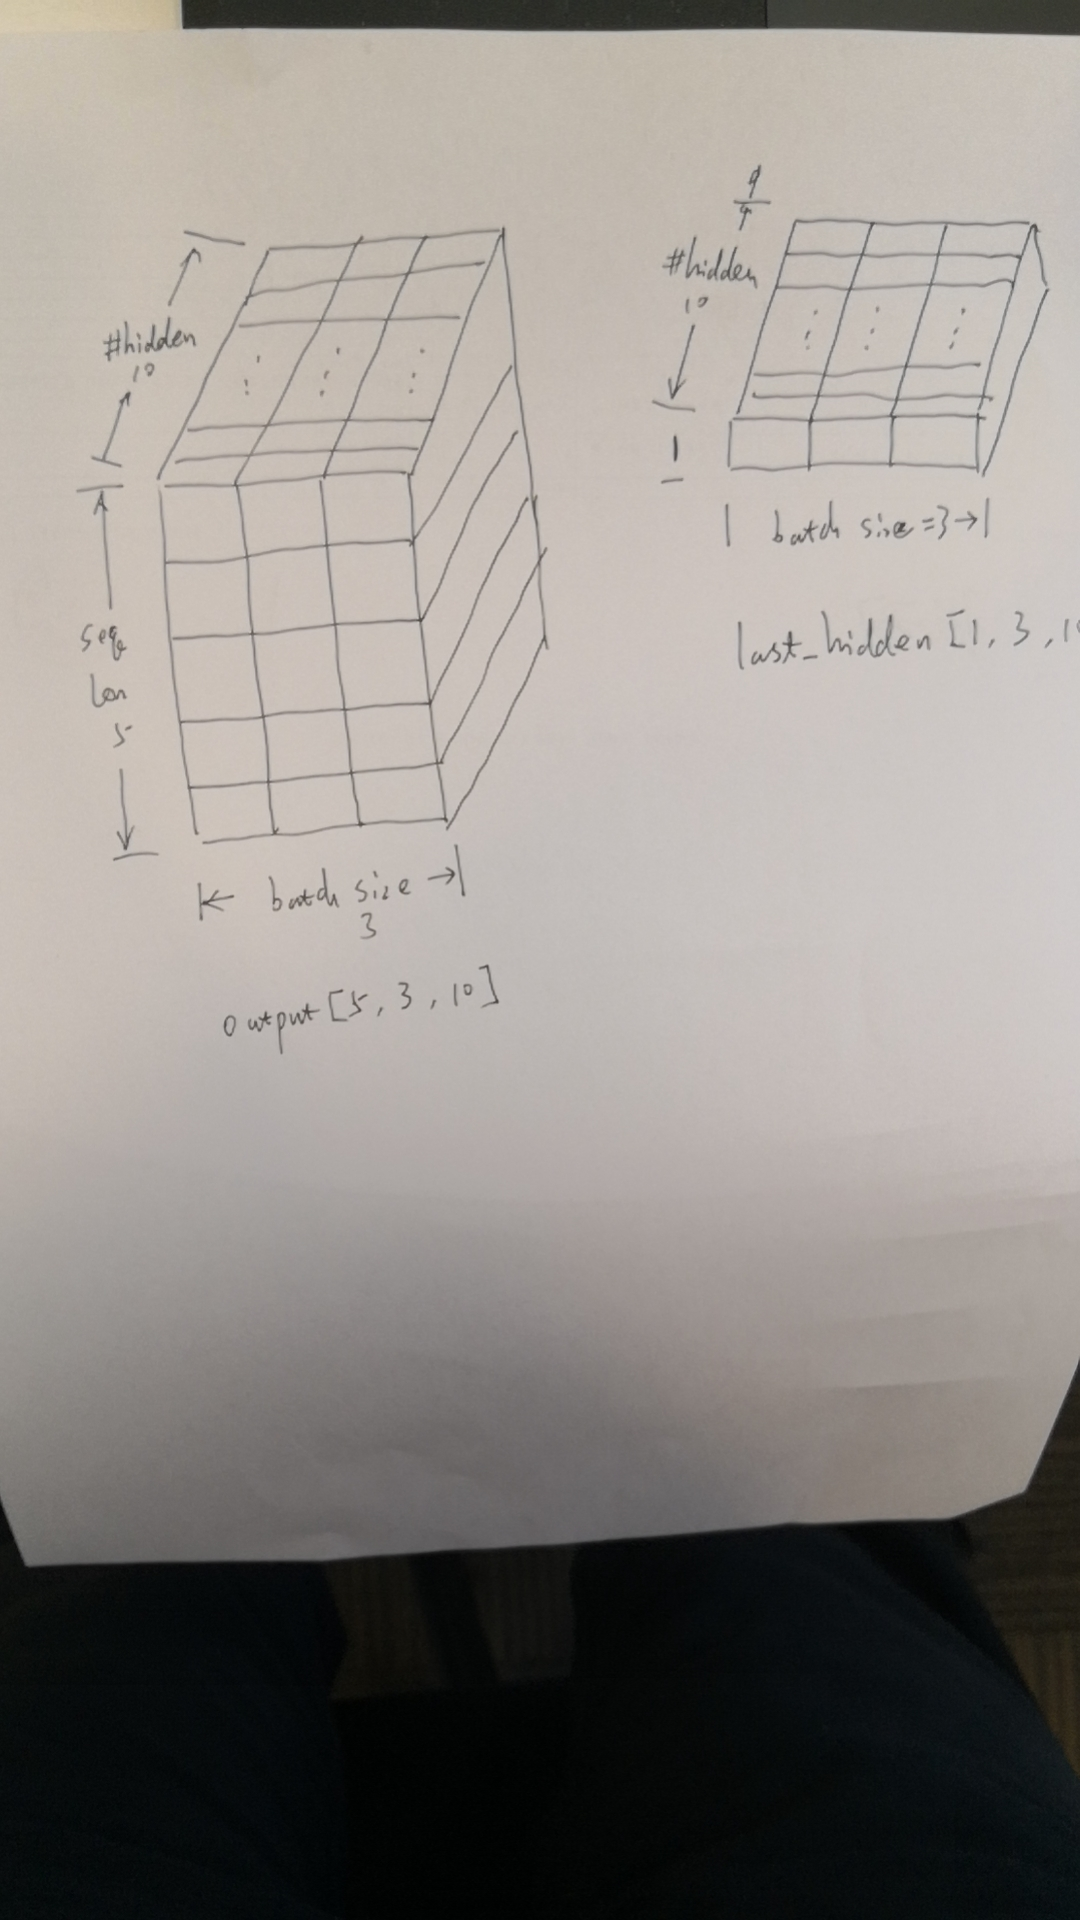 #hidden
10
seq
len
5
batch size
3
output [5, 3, 10]
#hidden
10
1
batch size = 3
last_hidden [1, 3, 1